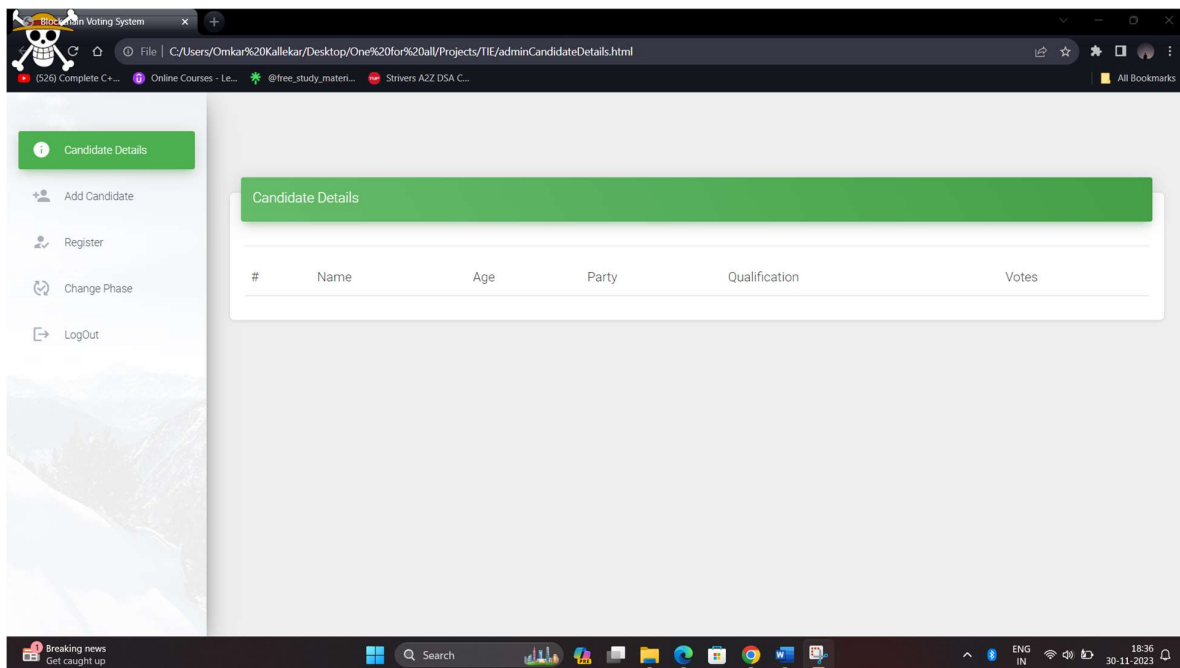 Blockchain Voting System
File C:/Users/Omkar%20Kallekar/Desktop/One%20for%20all/Projects/TIE/adminCandidateDetails.html
(526) Complete C+... Online Courses - Le... @free_study_materi... Strivers A2Z DSA C... All Bookmarks
Candidate Details
Add Candidate
Register
Change Phase
LogOut
Candidate Details
# Name Age Party Qualification Votes
1 Breaking news
Get caught up
Search
ENG
IN
18:36
30-11-2023